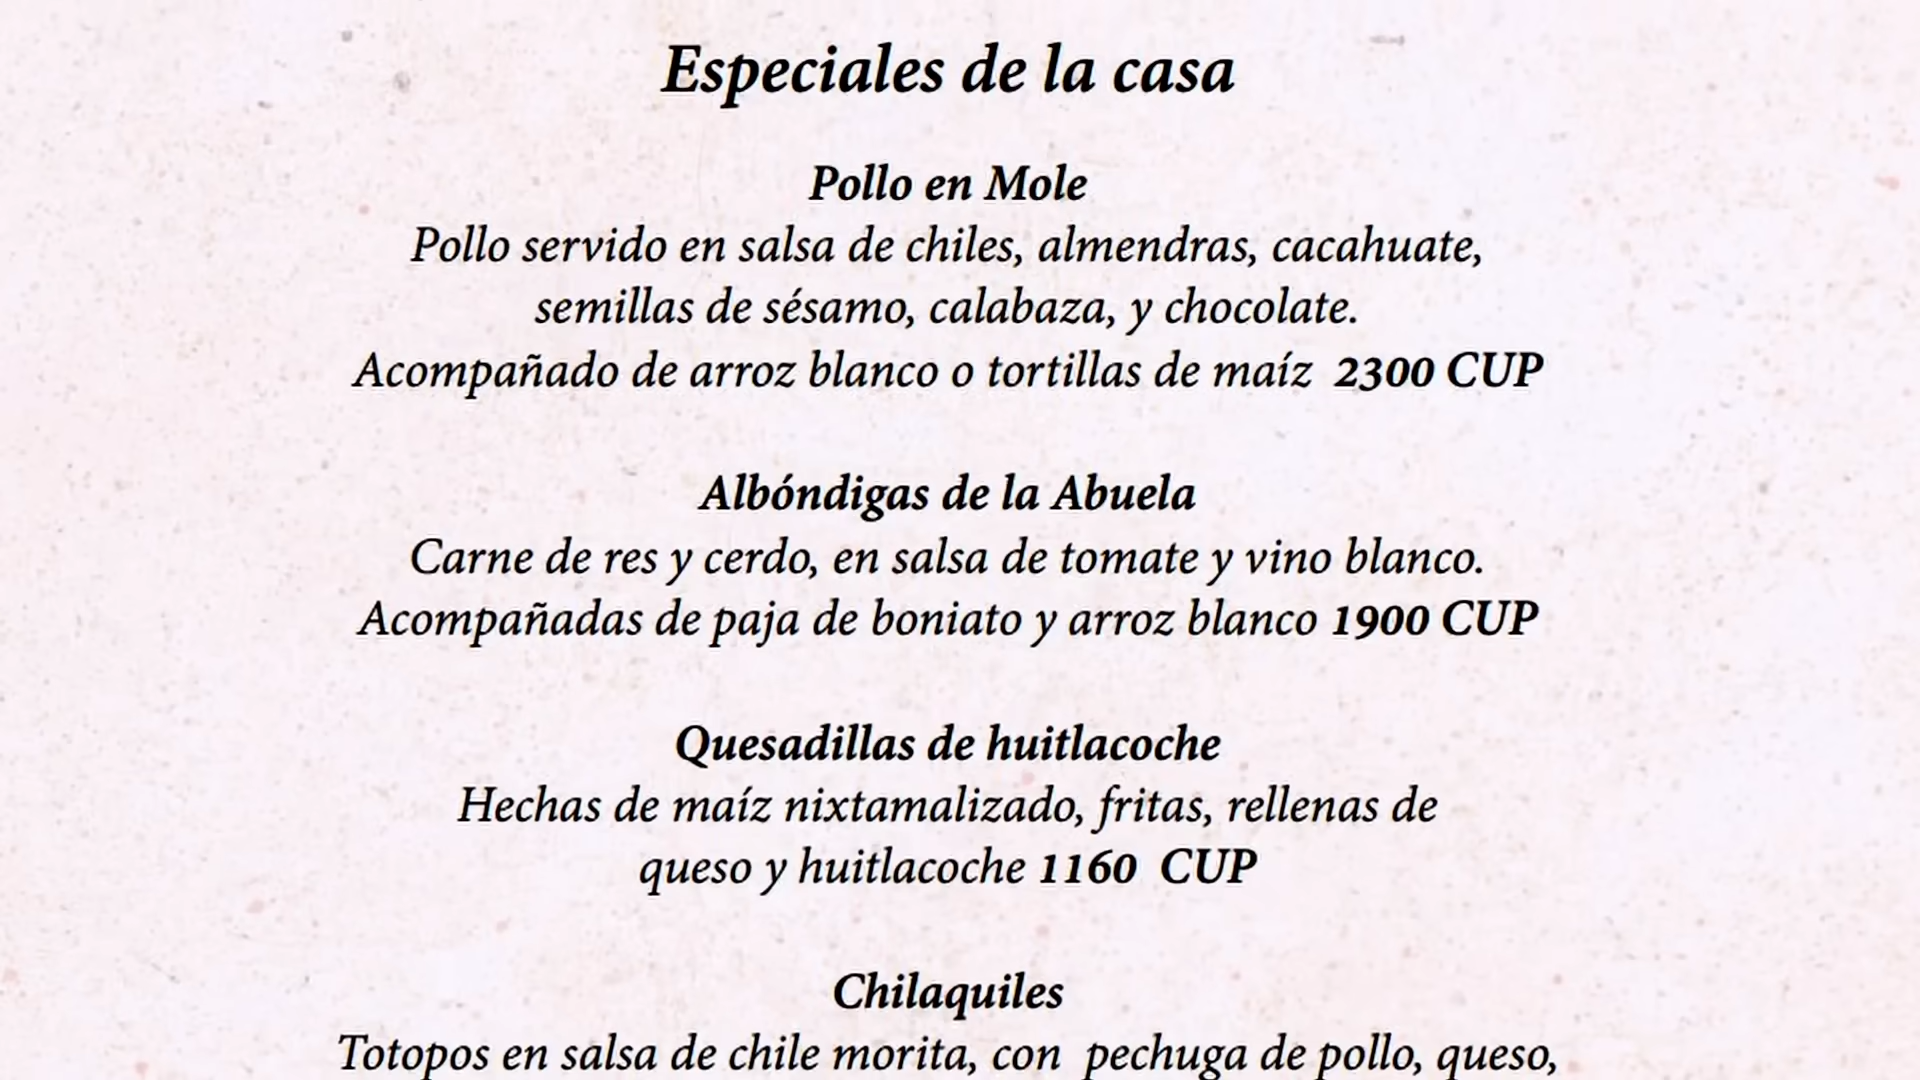 Especiales de la casa
Pollo en Mole
Pollo servido en salsa de chiles, almendras, cacahuate,
semillas de sésamo, calabaza, y chocolate.
Acompañado de arroz blanco o tortillas de maíz  2300 CUP
Albóndigas de la Abuela
Carne de res y cerdo, en salsa de tomate y vino blanco.
Acompañadas de paja de boniato y arroz blanco 1900 CUP
Quesadillas de huitlacoche
Hechas de maíz nixtamalizado, fritas, rellenas de
queso y huitlacoche 1160  CUP
Chilaquiles
Totopos en salsa de chile morita, con  pechuga de pollo, queso,